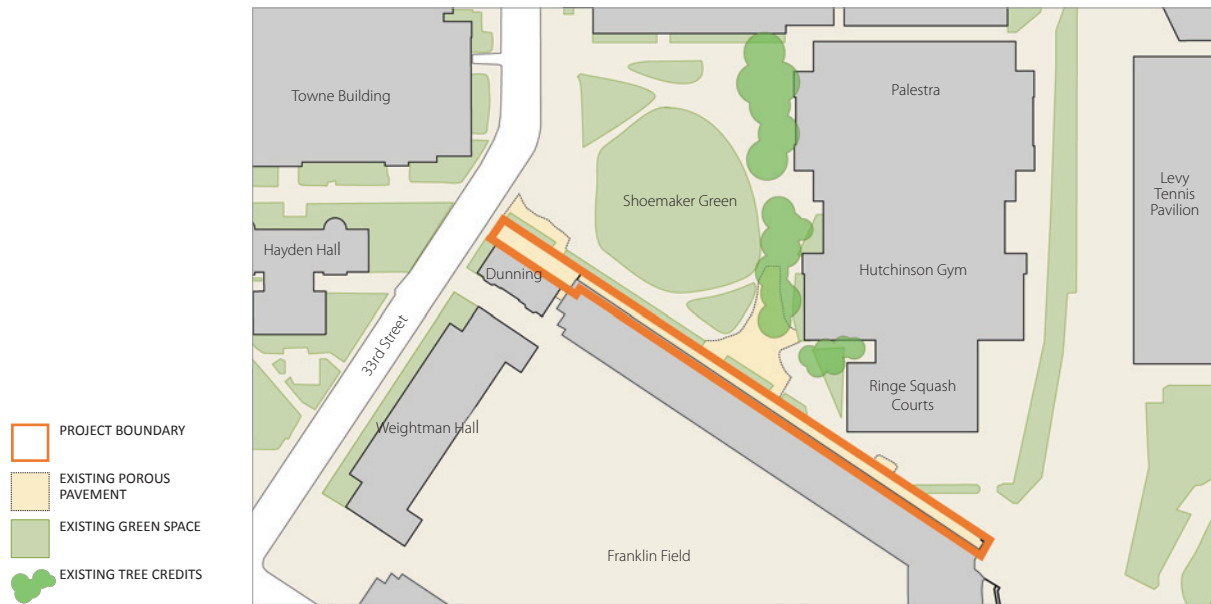 Towne Building
Palestra
Levy
Tennis
Pavilion
Shoemaker Green
Hayden Hall
Dunning
Hutchinson Gym
33rd Street
Ringe Squash
Courts
Weightman Hall
Franklin Field
PROJECT BOUNDARY
EXISTING POROUS
PAVEMENT
EXISTING GREEN SPACE
EXISTING TREE CREDITS